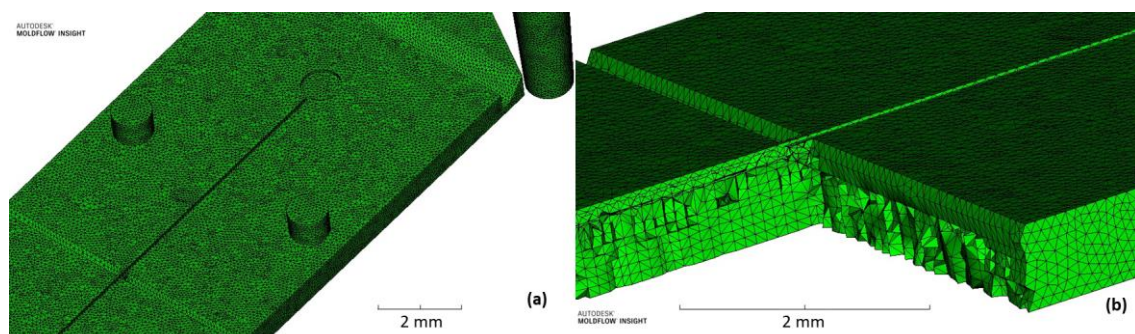 AUTODESK
MOLDFLOW INSIGHT
2 mm
(a)
2 mm
AUTODESK
MOLDFLOW INSIGHT
(b)